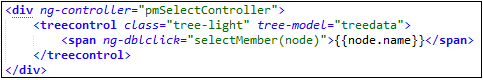 <div ng-controller="pmSelectController">
    <treecontrol class="tree-light" tree-model="treedata">
        <span ng-dblclick="selectMember(node)">{{node.name}}</span>
    </treecontrol>
</div>